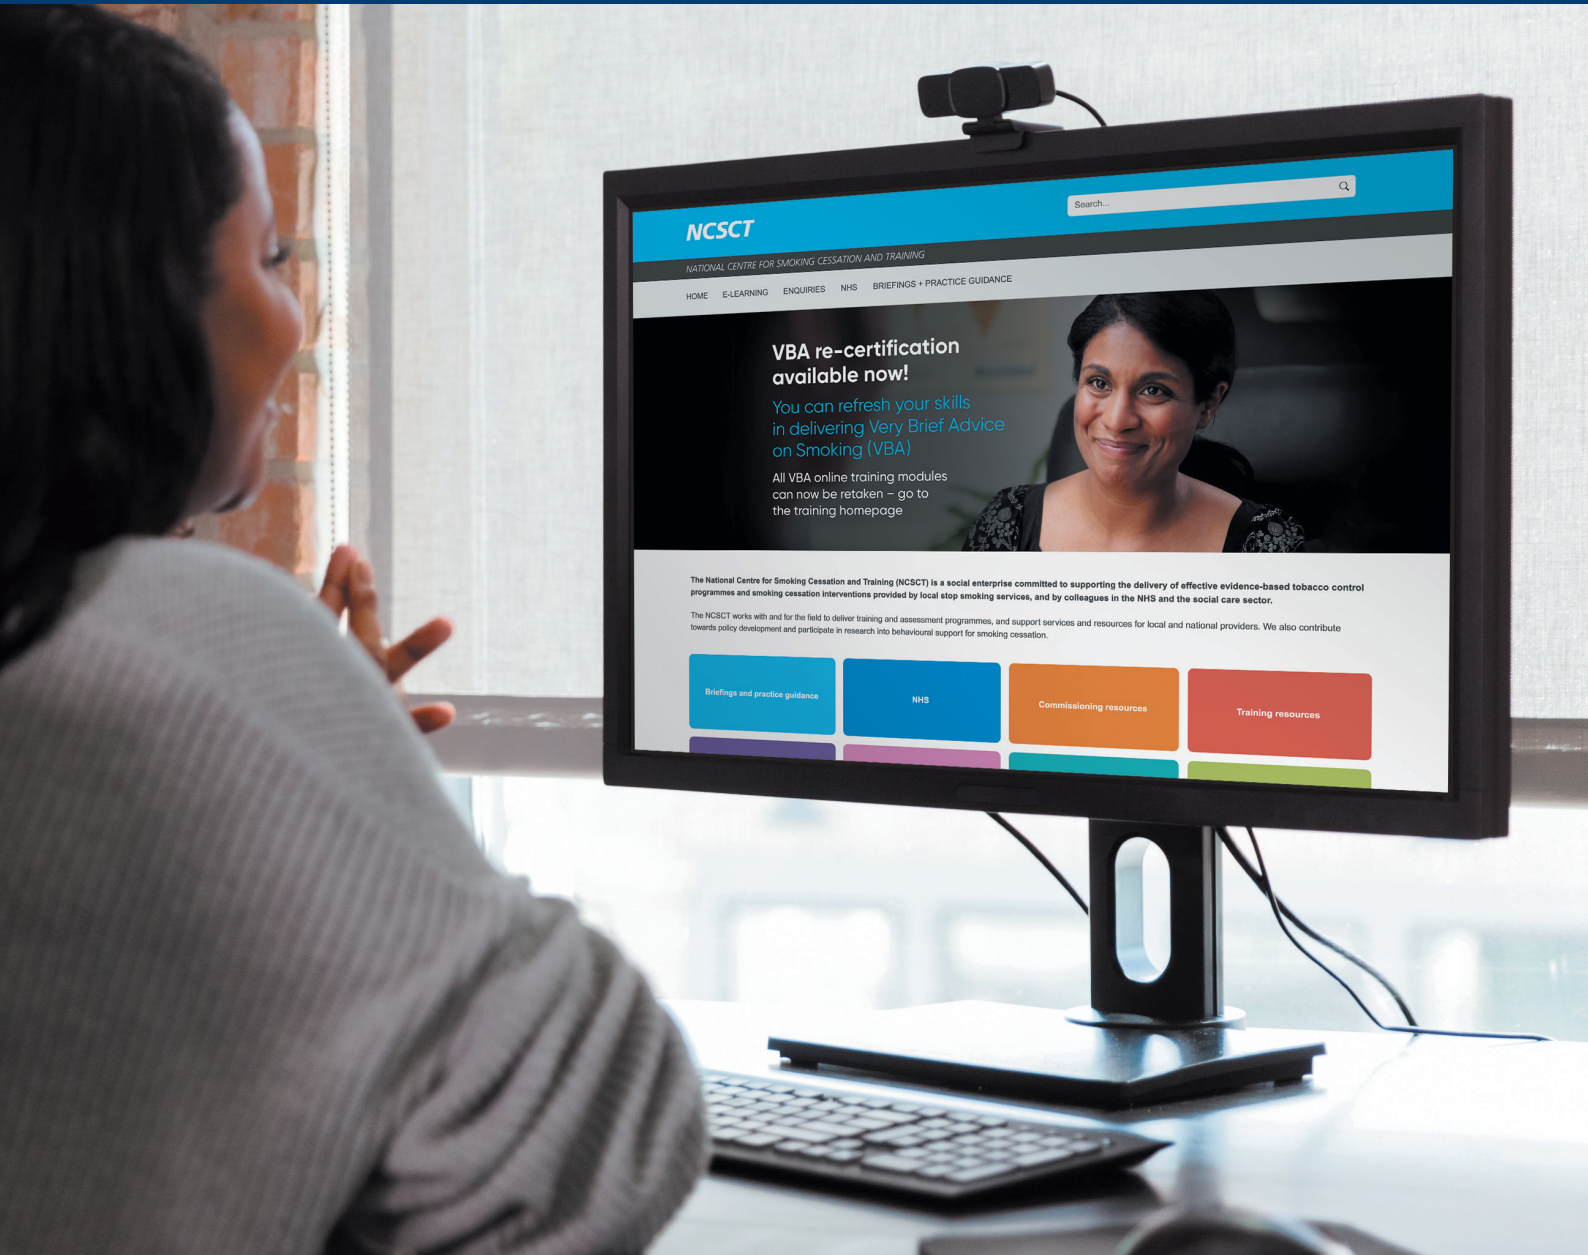 NCSCT
Search...
NATIONAL CENTRE FOR SMOKING CESSATION AND TRAINING
HOME E-LEARNING ENQUIRIES NHS BRIEFINGS + PRACTICE GUIDANCE
VBA re-certification
available now!
You can refresh your skills
in delivering Very Brief Advice
on Smoking (VBA)
All VBA online training modules
can now be retaken – go to
the training homepage
The National Centre for Smoking Cessation and Training (NCSCT) is a social enterprise committed to supporting the delivery of effective evidence-based tobacco control
programmes and smoking cessation interventions provided by local stop smoking services, and by colleagues in the NHS and the social care sector.
The NCSCT works with and for the field to deliver training and assessment programmes, and support services and resources for local and national providers. We also contribute
towards policy development and participate in research into behavioural support for smoking cessation.
Briefings and practice guidance
NHS
Commissioning resources
Training resources